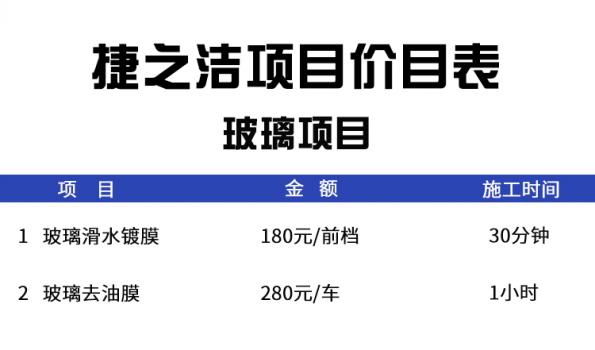 捷之洁项目价目表
玻璃项目
项 目 金 额 施工时间
1 玻璃滑水镀膜 180元/前档 30分钟
2 玻璃去油膜 280元/车 1小时